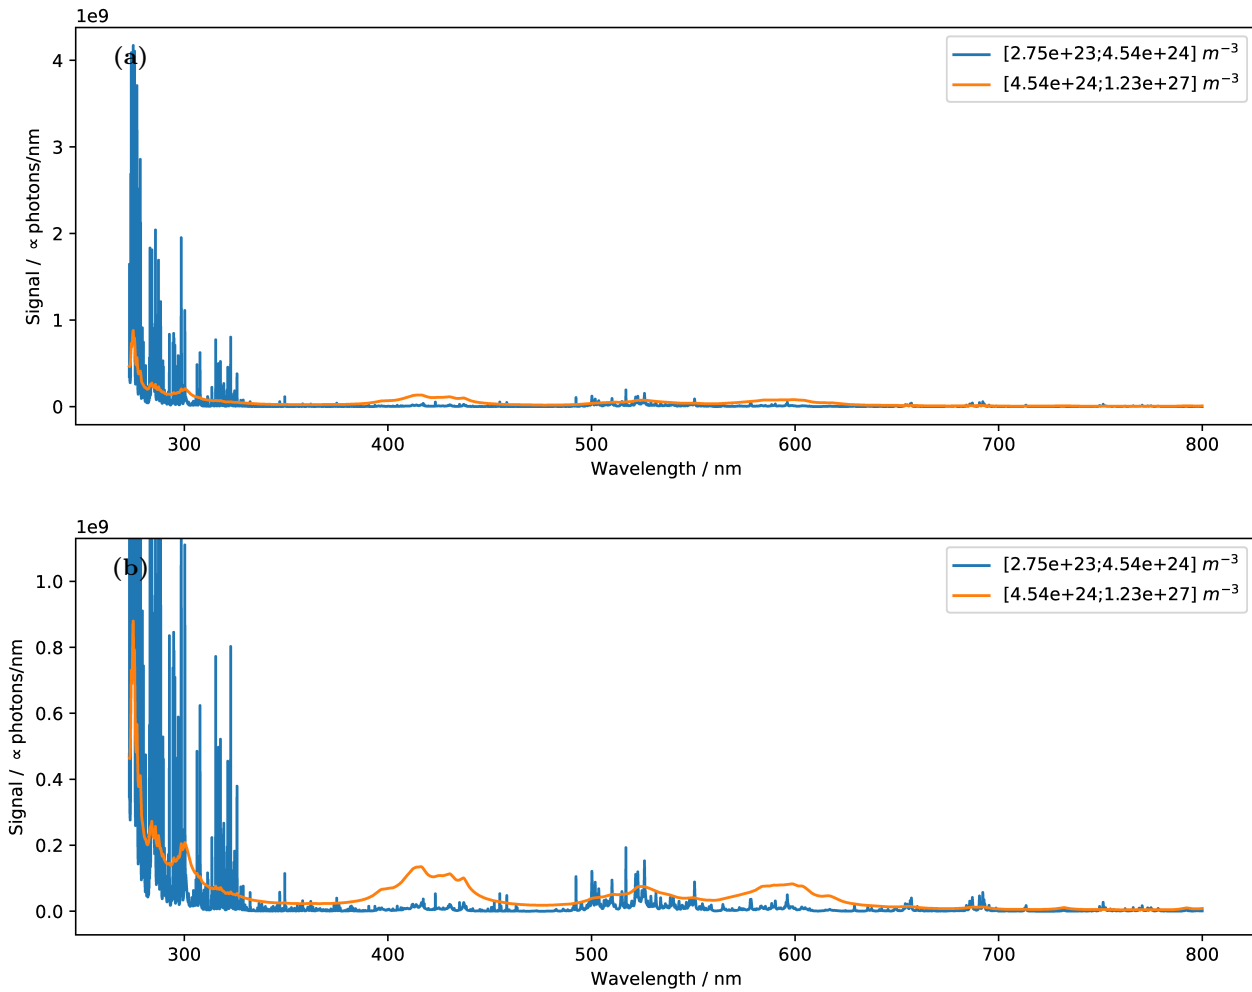 1e9
(a)
[2.75e+23;4.54e+24] m⁻³
[4.54e+24;1.23e+27] m⁻³
Signal / ∝ photons/nm
4
3
2
1
0
300 400 500 600 700 800
Wavelength / nm
1e9
(b)
[2.75e+23;4.54e+24] m⁻³
[4.54e+24;1.23e+27] m⁻³
Signal / ∝ photons/nm
1.0
0.8
0.6
0.4
0.2
0.0
300 400 500 600 700 800
Wavelength / nm